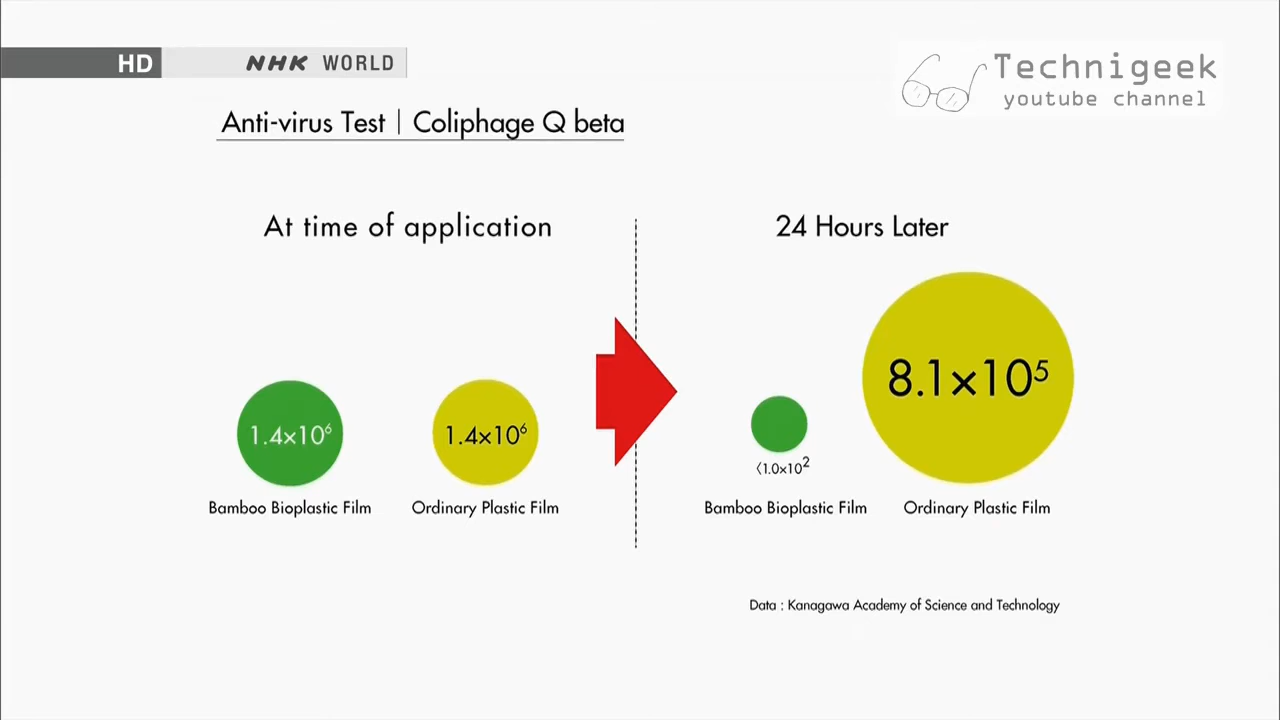 HD NHK WORLD
Technigeek
youtube channel
Anti-virus Test | Coliphage Q beta
At time of application
24 Hours Later
1.4×10⁶
1.4×10⁶
8.1×10⁵
<1.0×10²
Bamboo Bioplastic Film
Ordinary Plastic Film
Bamboo Bioplastic Film
Ordinary Plastic Film
Data : Kanagawa Academy of Science and Technology